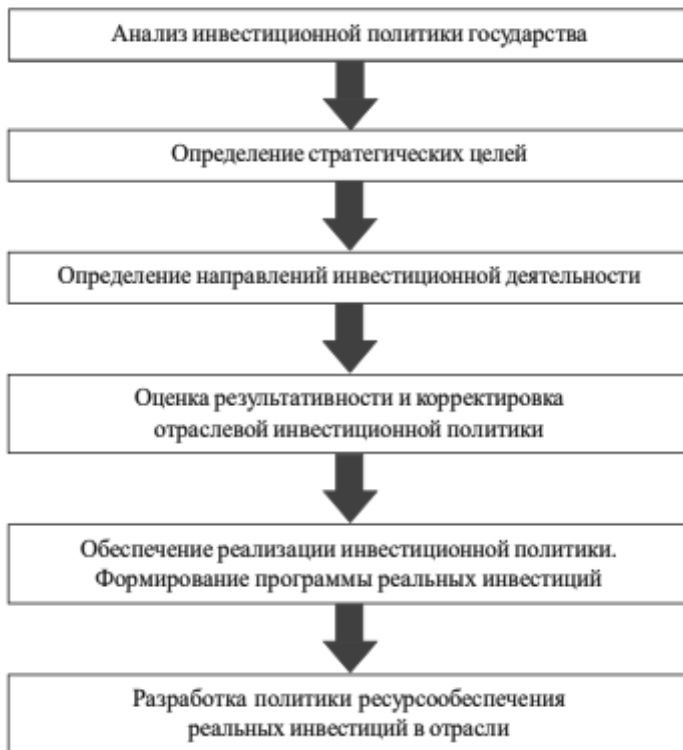 Анализ инвестиционной политики государства
Определение стратегических целей
Определение направлений инвестиционной деятельности
Оценка результативности и корректировка
отраслевой инвестиционной политики
Обеспечение реализации инвестиционной политики.
Формирование программы реальных инвестиций
Разработка политики ресурсообеспечения
реальных инвестиций в отрасли